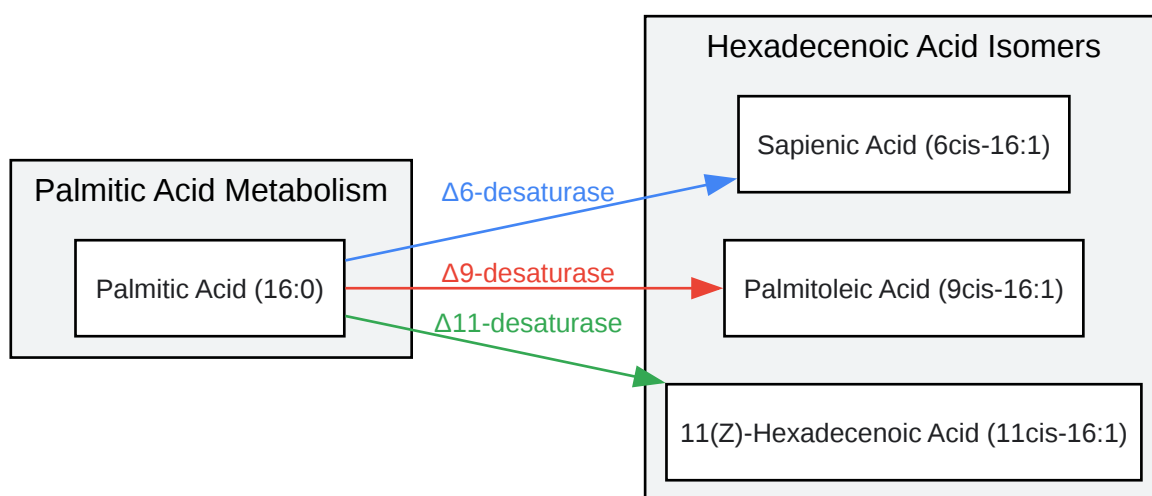 Hexadecenoic Acid Isomers
Sapienic Acid (6cis-16:1)
Palmitic Acid Metabolism
Δ6-desaturase
Δ9-desaturase
Palmitic Acid (16:0)
Palmitoleic Acid (9cis-16:1)
Δ11-desaturase
11(Z)-Hexadecenoic Acid (11cis-16:1)